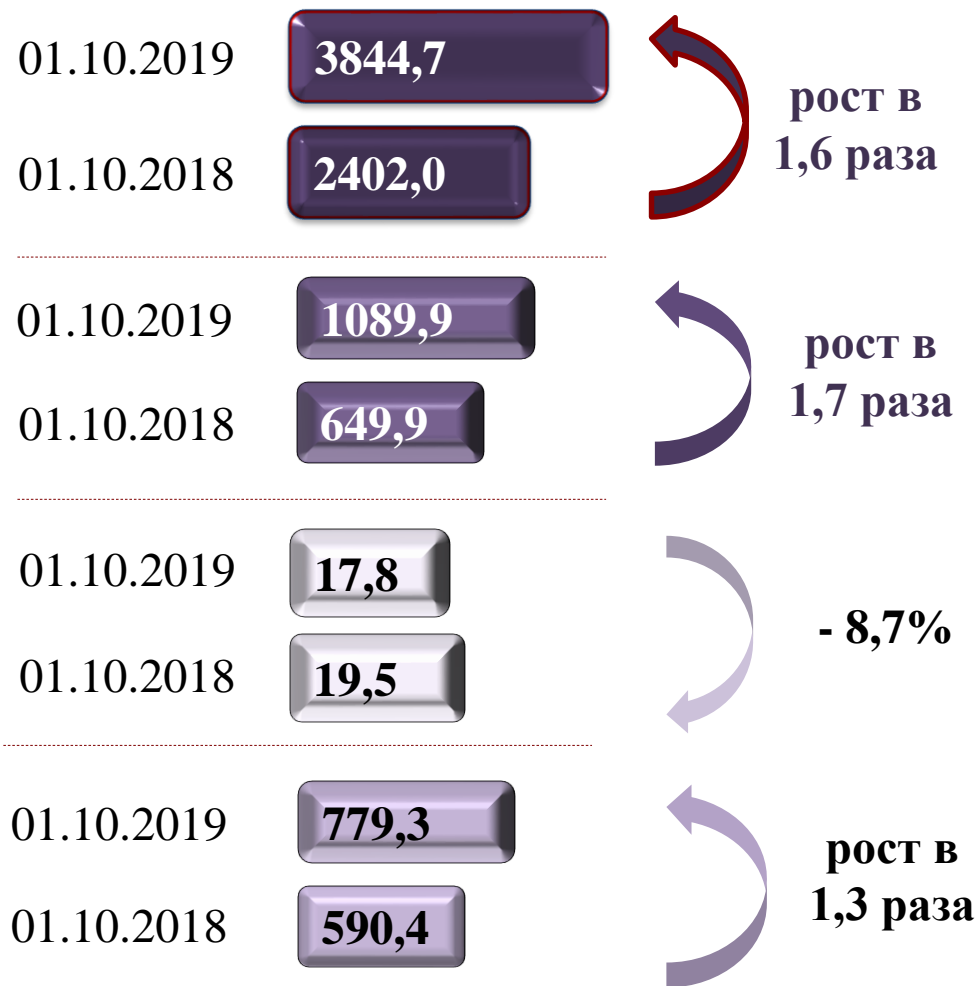 01.10.2019 3844,7
рост в
1,6 раза
01.10.2018 2402,0
01.10.2019 1089,9
рост в
1,7 раза
01.10.2018 649,9
01.10.2019 17,8
- 8,7%
01.10.2018 19,5
01.10.2019 779,3
рост в
1,3 раза
01.10.2018 590,4